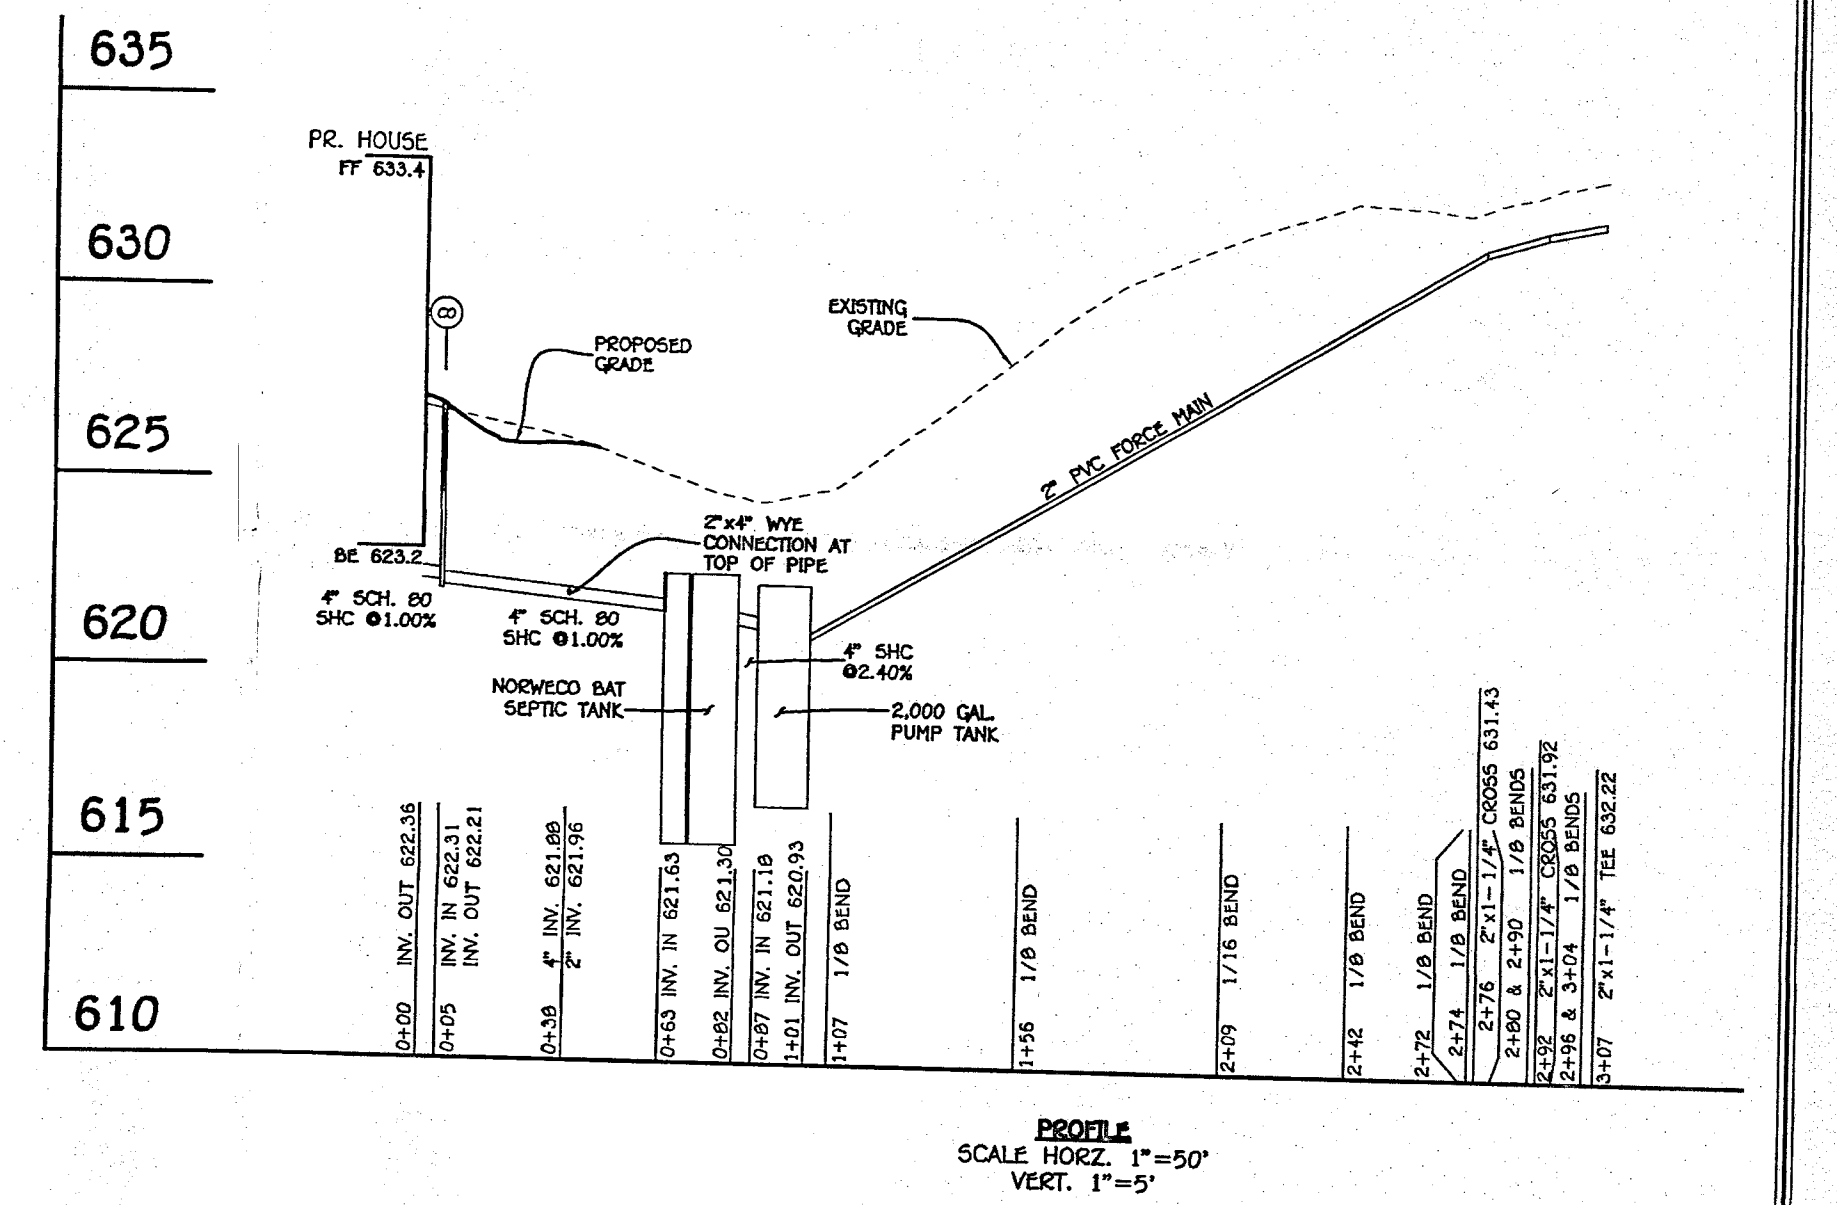 635
PR. HOUSE
FF 633.4
630
8
EXISTING
GRADE
PROPOSED
GRADE
625
2" PVC FORCE MAIN
2"x4" WYE
CONNECTION AT
TOP OF PIPE
BE 623.2
4" SCH. 80
SHC @1.00%
4" SCH. 80
SHC @1.00%
620
4" SHC
@2.40%
NORWECO BAT
SEPTIC TANK
2,000 GAL.
PUMP TANK
615
610
0+00 INV. OUT 622.36
0+05 INV. IN 622.31
INV. OUT 622.21
0+38 4" INV. 621.88
2" INV. 621.96
0+63 INV. IN 621.63
0+82 INV. OU 621.30
0+87 INV. IN 621.18
1+01 INV. OUT 620.93
1+07 1/8 BEND
1+56 1/8 BEND
2+09 1/16 BEND
2+42 1/8 BEND
2+72 1/8 BEND
2+74 1/8 BEND
2+76 2"x1-1/4" CROSS 631.43
2+80 & 2+90 1/8 BENDS
2+92 2"x1-1/4" CROSS 631.92
2+96 & 3+04 1/8 BENDS
3+07 2"x1-1/4" TEE 632.22
PROFILE
SCALE HORZ. 1"=50'
VERT. 1"=5'